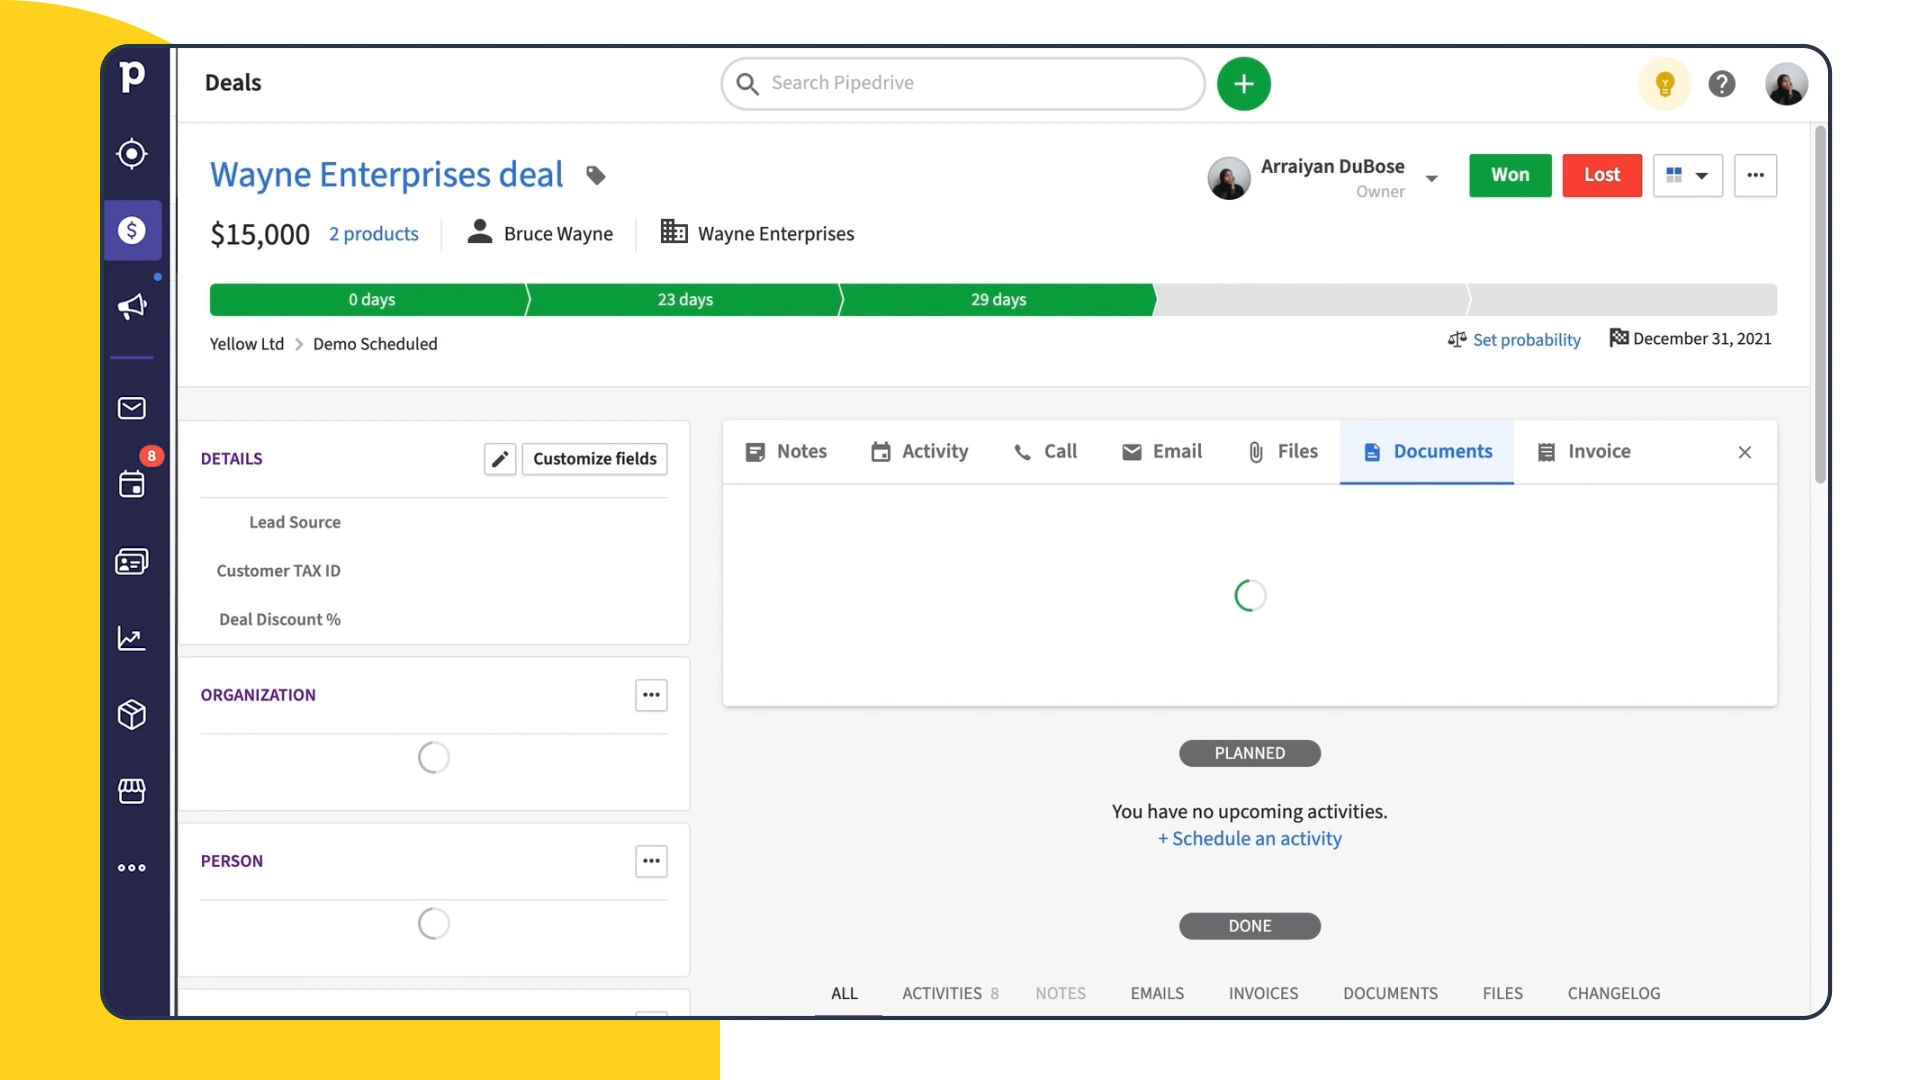 p
Deals
Search Pipedrive
Wayne Enterprises deal
Arraiyan DuBose
Owner
Won
Lost
$15,000
2 products
Bruce Wayne
Wayne Enterprises
0 days
23 days
29 days
Yellow Ltd
Demo Scheduled
Set probability
December 31, 2021
8
DETAILS
Customize fields
Lead Source
Customer TAX ID
Deal Discount %
ORGANIZATION
PERSON
Notes
Activity
Call
Email
Files
Documents
Invoice
PLANNED
You have no upcoming activities.
+ Schedule an activity
DONE
ALL
ACTIVITIES 8
NOTES
EMAILS
INVOICES
DOCUMENTS
FILES
CHANGELOG